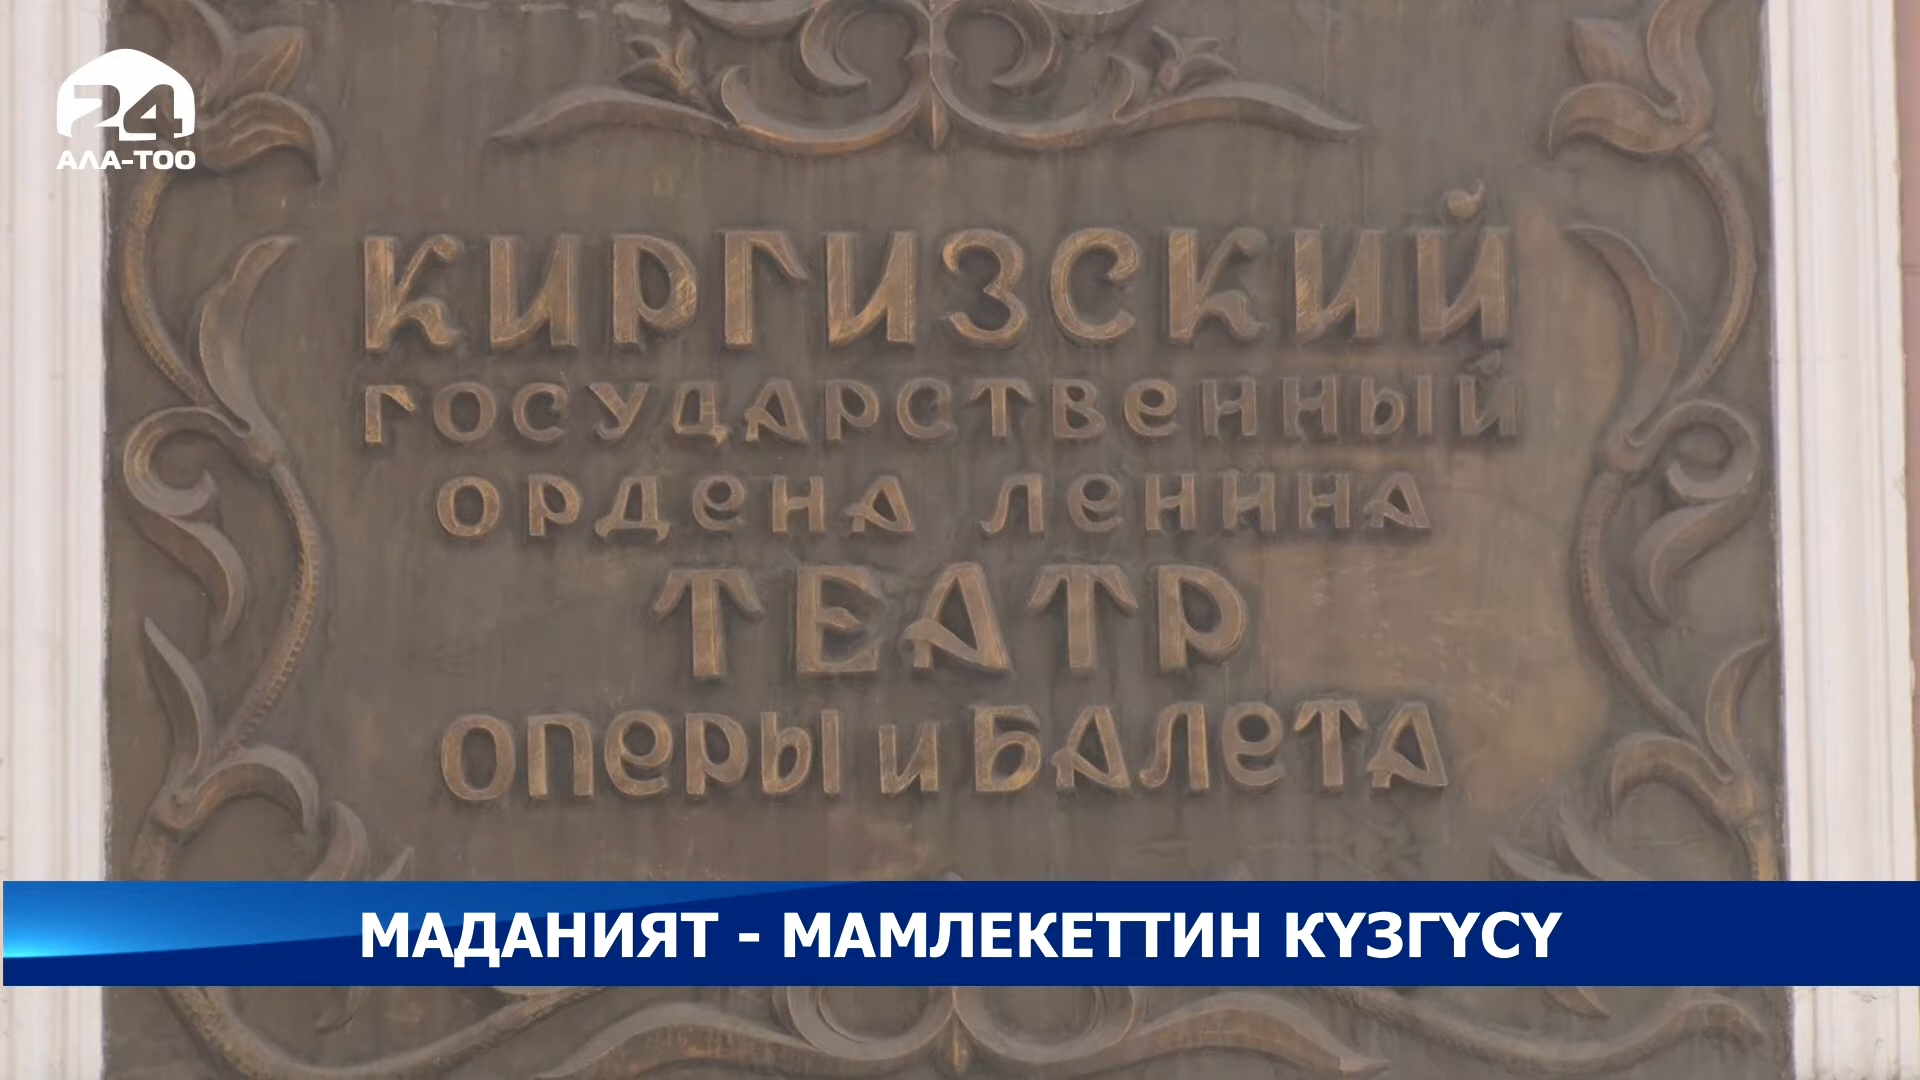 24
АЛА-ТОО
КИРГИЗСКИЙ
ГОСУДАРСТВЕННЫЙ
ОРДЕНА ЛЕНИНА
ТЕАТР
ОПЕРЫ И БАЛЕТА
МАДАНИЯТ - МАМЛЕКЕТТИН КҮЗГҮСҮ